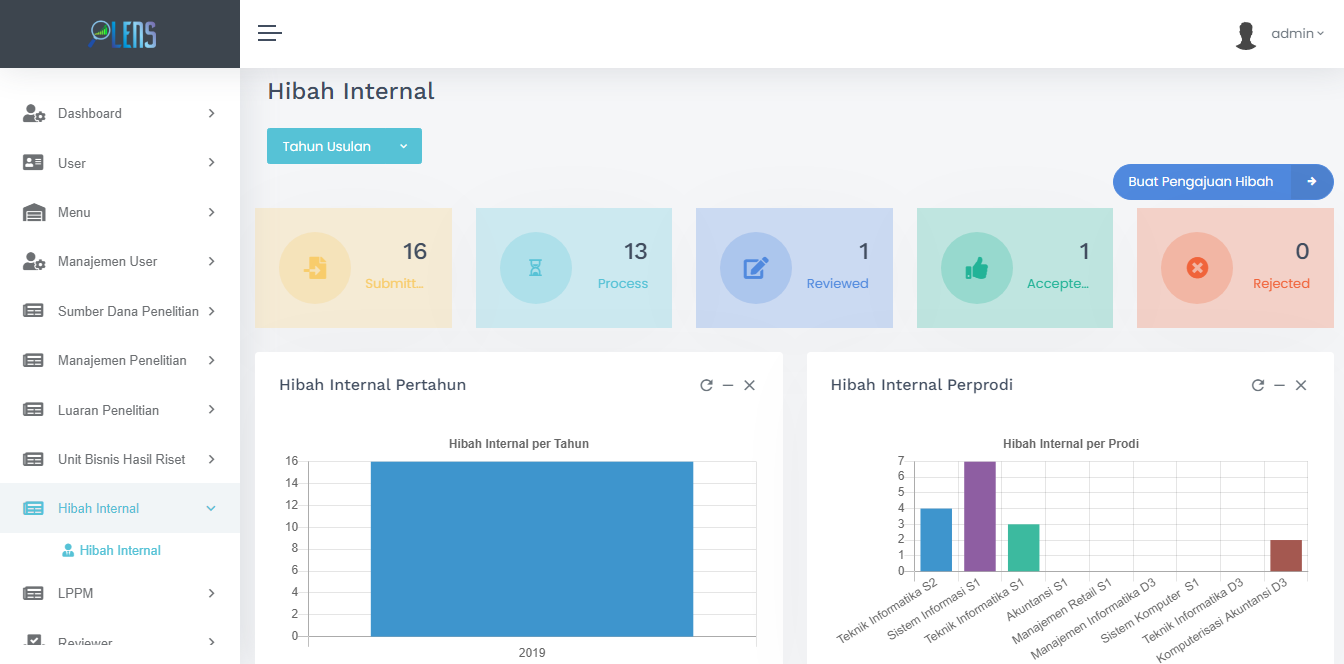 LENS
admin
Dashboard
User
Menu
Manajemen User
Sumber Dana Penelitian
Manajemen Penelitian
Luaran Penelitian
Unit Bisnis Hasil Riset
Hibah Internal
Hibah Internal
LPPM
Reviewer
Hibah Internal
Tahun Usulan
Buat Pengajuan Hibah
16
Submitt...
13
Process
1
Reviewed
1
Accepte...
0
Rejected
Hibah Internal Pertahun
Hibah Internal per Tahun
16
14
12
10
8
6
4
2
0
2019
Hibah Internal Perprodi
Hibah Internal per Prodi
7
6
5
4
3
2
1
0
Teknik Informatika S2
Sistem Informasi S1
Teknik Informatika S1
Akuntansi S1
Manajemen Retail S1
Manajemen Informatika D3
Sistem Komputer S1
Teknik Informatika D3
Komputerisasi Akuntansi D3